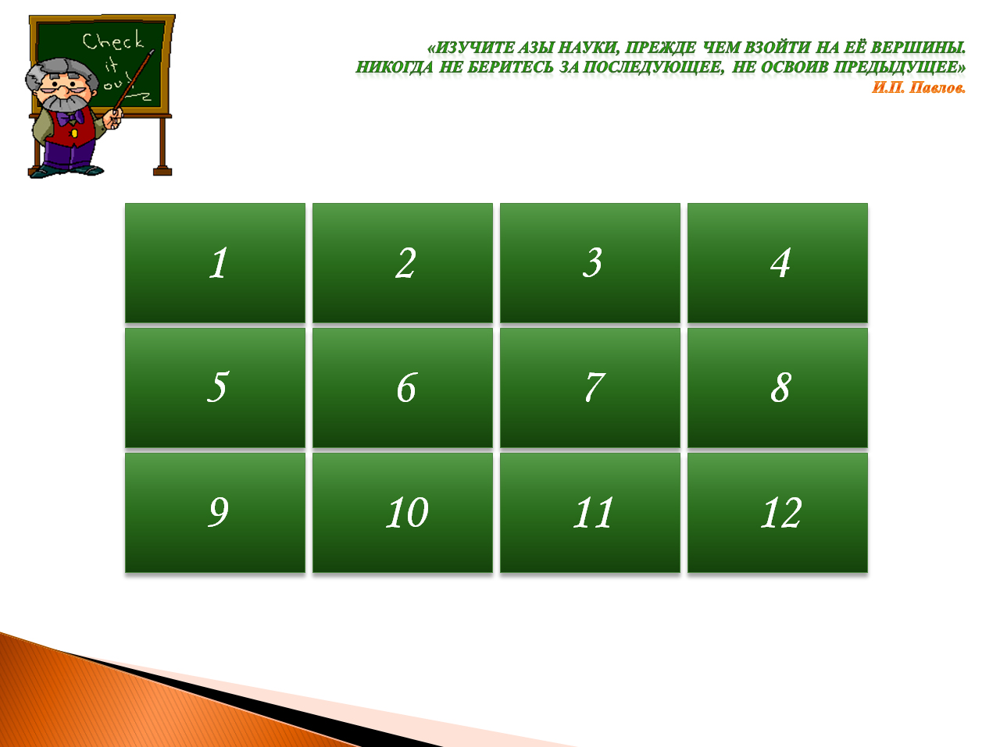 Check
it
out!
«ИЗУЧИТЕ АЗЫ НАУКИ, ПРЕЖДЕ ЧЕМ ВЗОЙТИ НА ЕЁ ВЕРШИНЫ.
НИКОГДА НЕ БЕРИТЕСЬ ЗА ПОСЛЕДУЮЩЕЕ, НЕ ОСВОИВ ПРЕДЫДУЩЕЕ»
И.П. Павлов.
1 2 3 4
5 6 7 8
9 10 11 12